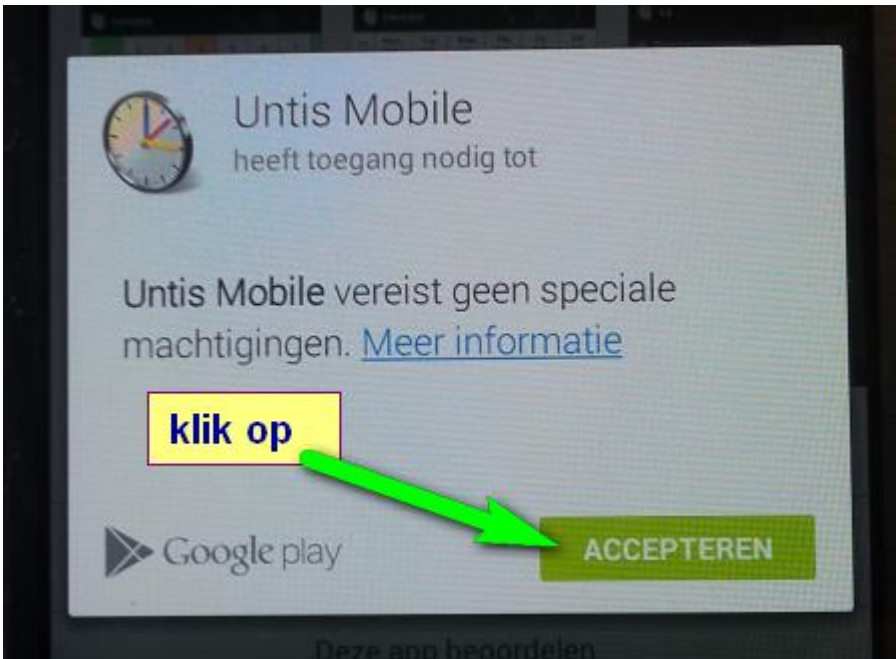 Untis Mobile
heeft toegang nodig tot
Untis Mobile vereist geen speciale
machtigingen. Meer informatie
klik op
Google play
ACCEPTEREN
Deze app beoordelen